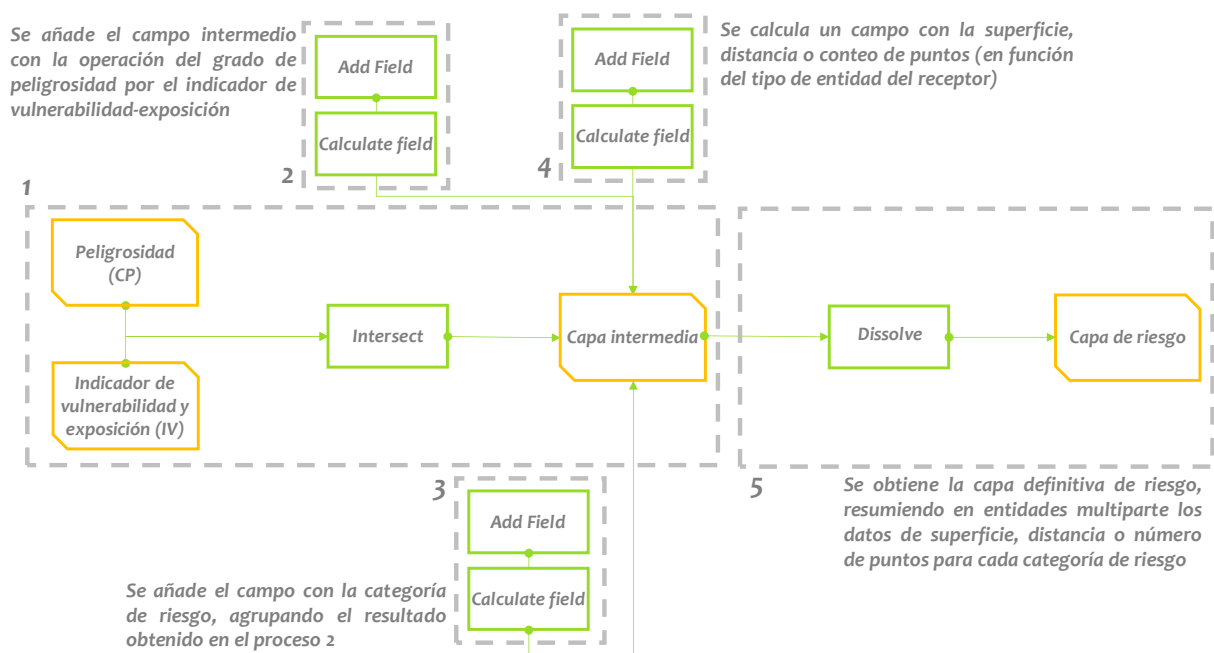 Se añade el campo intermedio
con la operación del grado de
peligrosidad por el indicador de
vulnerabilidad-exposición
Add Field
Calculate field
2
Add Field
Calculate field
4
Se calcula un campo con la superficie,
distancia o conteo de puntos (en función
del tipo de entidad del receptor)
1
Peligrosidad
(CP)
Indicador de
vulnerabilidad y
exposición (IV)
Intersect
Capa intermedia
Dissolve
Capa de riesgo
3
Add Field
Calculate field
Se añade el campo con la categoría
de riesgo, agrupando el resultado
obtenido en el proceso 2
5
Se obtiene la capa definitiva de riesgo,
resumiendo en entidades multiparte los
datos de superficie, distancia o número
de puntos para cada categoría de riesgo